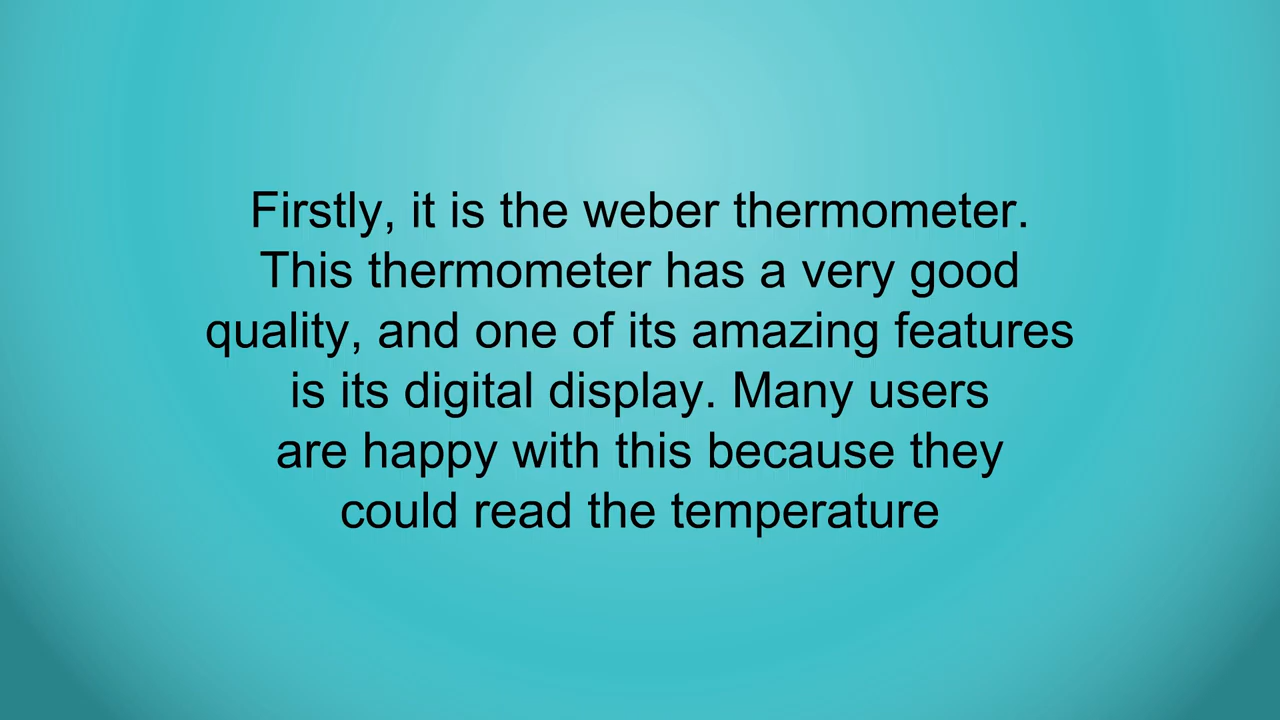 Firstly, it is the weber thermometer.
This thermometer has a very good
quality, and one of its amazing features
is its digital display. Many users
are happy with this because they
could read the temperature